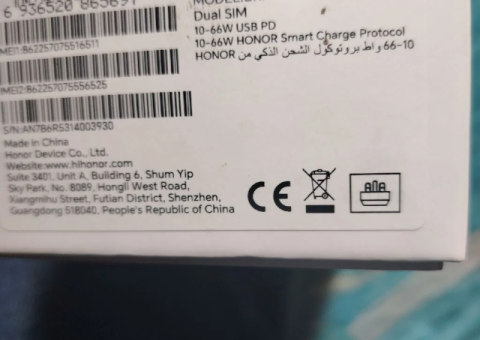 6 936520 865691
IMEI1:862257075516511
IMEI2:862257075556525
S/N:AN7B6R5314003930
Made in China
Honor Device Co., Ltd.
Website:www.hihonor.com
Suite 3401, Unit A, Building 6, Shum Yip
Sky Park, No. 8089, Hongli West Road,
Xiangmihu Street, Futian District, Shenzhen,
Guangdong 518040, People's Republic of China
Dual SIM
10-66W USB PD
10-66W HONOR Smart Charge Protocol
10-66 واط بروتوكول الشحن الذكي من HONOR
CE